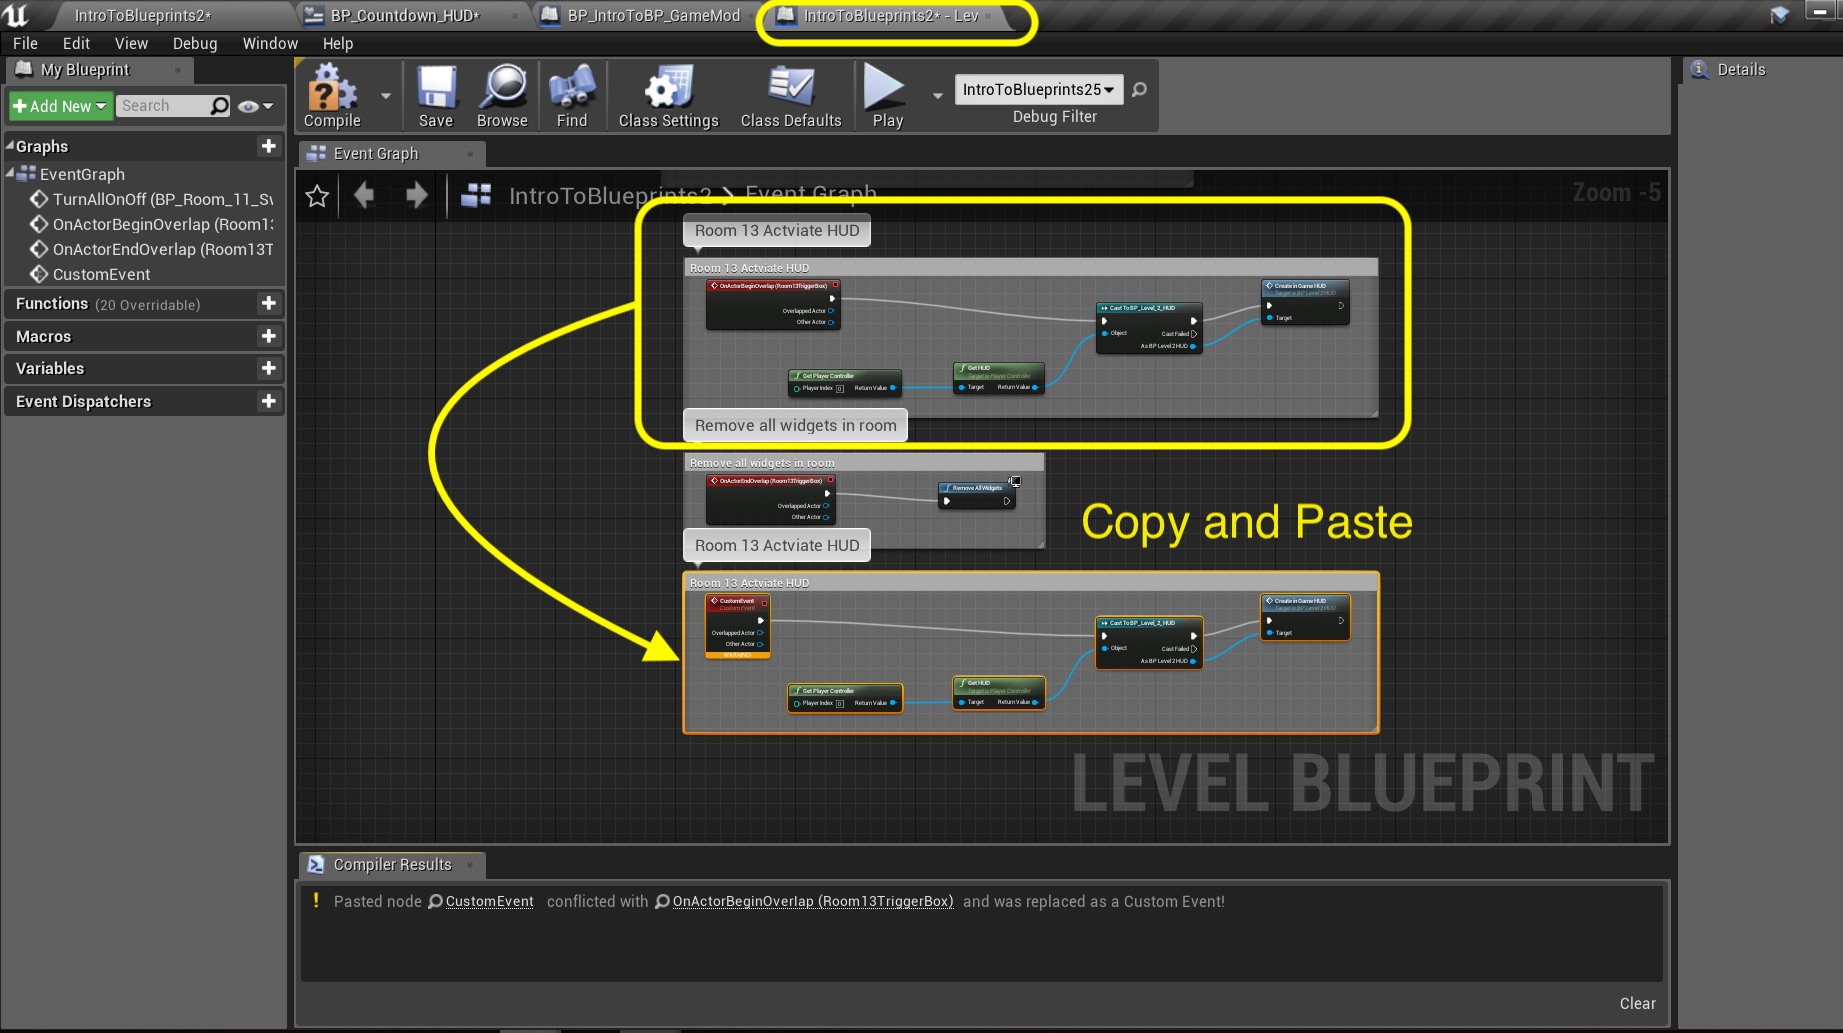 IntroToBlueprints2*
BP_Countdown_HUD*
BP_IntroToBP_GameMod
IntroToBlueprints2* - Lev
File Edit View Debug Window Help
My Blueprint
Add New
Search
Graphs
EventGraph
TurnAllOnOff (BP_Room_11_Sw
OnActorBeginOverlap (Room13
OnActorEndOverlap (Room13T
CustomEvent
Functions (20 Overridable)
Macros
Variables
Event Dispatchers
Compile
Save
Browse
Find
Class Settings
Class Defaults
Play
IntroToBlueprints25
Debug Filter
Details
Event Graph
IntroToBlueprints2 > Event Graph
Zoom -5
Room 13 Actviate HUD
Room 13 Actviate HUD
OnActorBeginOverlap (Room13TriggerBox)
Overlapped Actor
Other Actor
Get Player Controller
Player Index 0 Return Value
Get HUD
Target is Player Controller
Target Return Value
Cast To BP_Level_2_HUD
Object Cast Failed
As BP Level 2 HUD
Create in Game HUD
Target is BP Level 2 HUD
Target
Remove all widgets in room
Remove all widgets in room
OnActorEndOverlap (Room13TriggerBox)
Overlapped Actor
Other Actor
Remove All Widgets
Copy and Paste
Room 13 Actviate HUD
Room 13 Actviate HUD
CustomEvent
Custom Event
Overlapped Actor
Other Actor
WARNING!
Get Player Controller
Player Index 0 Return Value
Get HUD
Target is Player Controller
Target Return Value
Cast To BP_Level_2_HUD
Object Cast Failed
As BP Level 2 HUD
Create in Game HUD
Target is BP Level 2 HUD
Target
LEVEL BLUEPRINT
Compiler Results
Pasted node CustomEvent conflicted with OnActorBeginOverlap (Room13TriggerBox) and was replaced as a Custom Event!
Clear